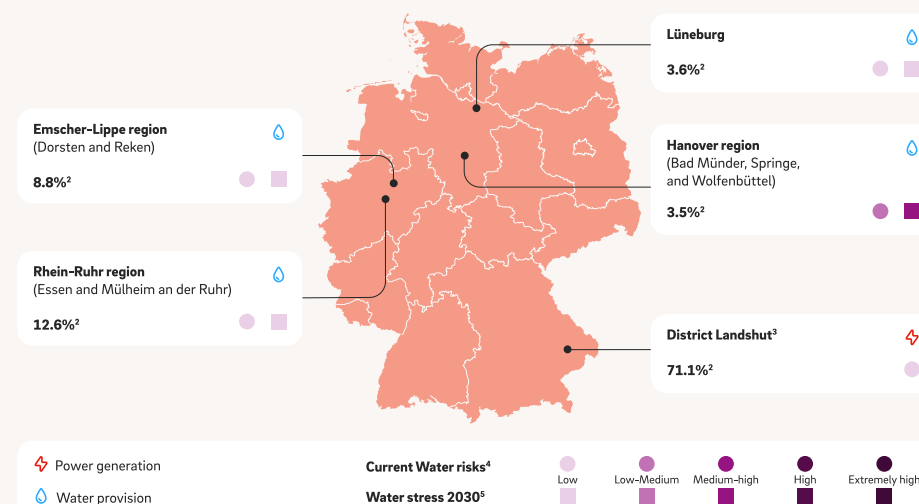 Lüneburg
3.6%²
Emscher-Lippe region
(Dorsten and Reken)
8.8%²
Hanover region
(Bad Münder, Springe,
and Wolfenbüttel)
3.5%²
Rhein-Ruhr region
(Essen and Mülheim an der Ruhr)
12.6%²
District Landshut³
71.1%²
Power generation
Water provision
Current Water risks⁴
Low
Low-Medium
Medium-high
High
Extremely high
Water stress 2030⁵